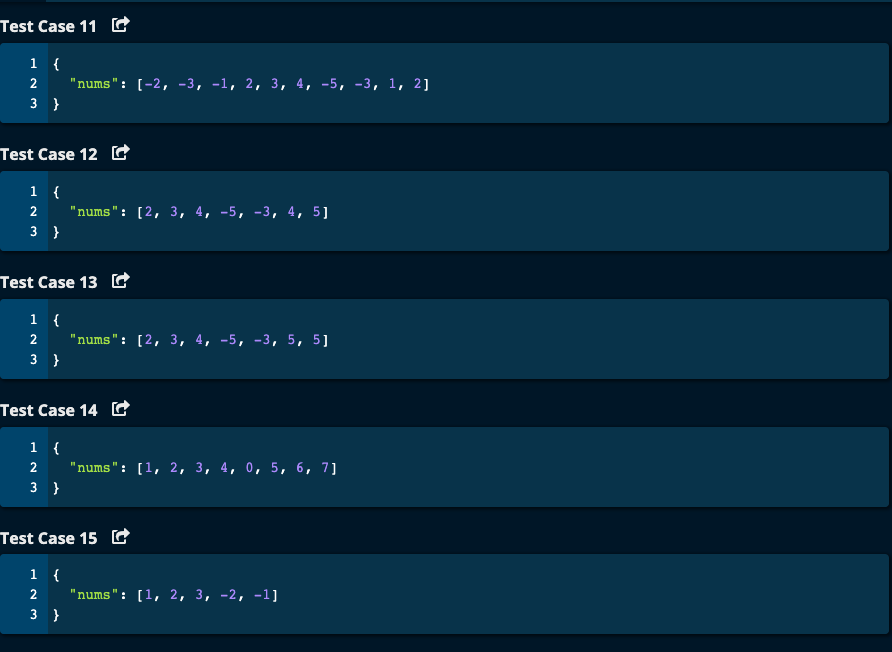 Test Case 11
1 {
2 "nums": [-2, -3, -1, 2, 3, 4, -5, -3, 1, 2]
3 }
Test Case 12
1 {
2 "nums": [2, 3, 4, -5, -3, 4, 5]
3 }
Test Case 13
1 {
2 "nums": [2, 3, 4, -5, -3, 5, 5]
3 }
Test Case 14
1 {
2 "nums": [1, 2, 3, 4, 0, 5, 6, 7]
3 }
Test Case 15
1 {
2 "nums": [1, 2, 3, -2, -1]
3 }